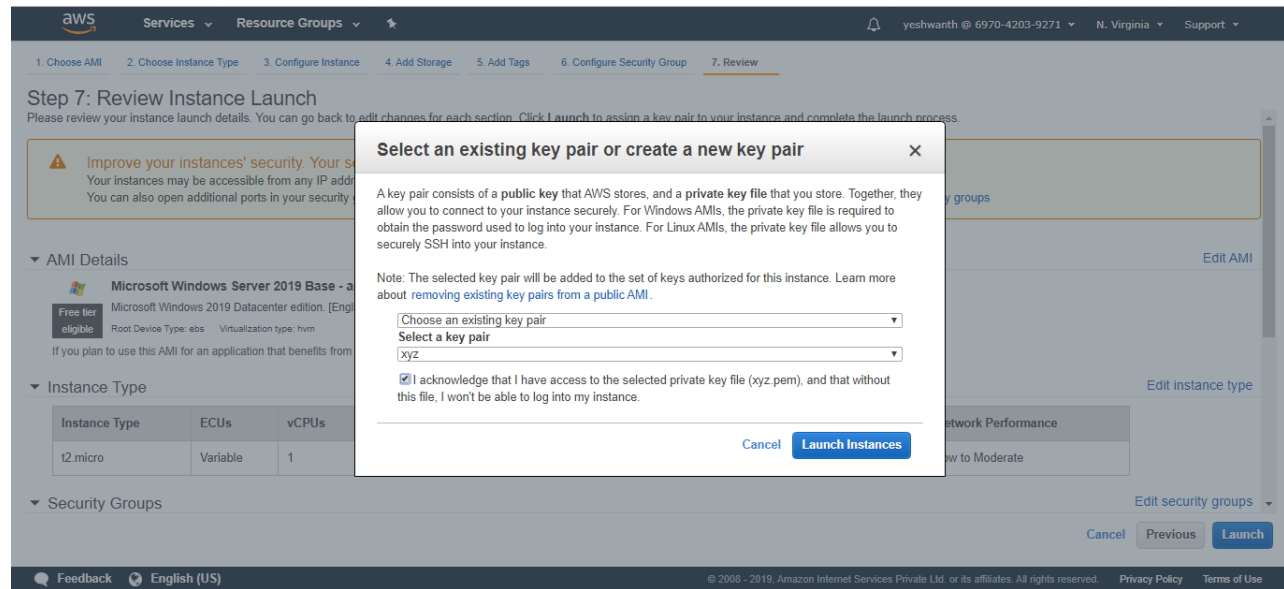 aws Services Resource Groups yeshwanth @ 6970-4203-9271 N. Virginia Support
1. Choose AMI 2. Choose Instance Type 3. Configure Instance 4. Add Storage 5. Add Tags 6. Configure Security Group 7. Review
Step 7: Review Instance Launch
Please review your instance launch details. You can go back to edit changes for each section. Click Launch to assign a key pair to your instance and complete the launch process.
Improve your instances' security. Your
Your instances may be accessible from any IP
You can also open additional ports in your security groups
AMI Details Edit AMI
Microsoft Windows Server 2019 Base
Free tier eligible
Microsoft Windows 2019 Datacenter edition.
Root Device Type: ebs Virtualization type: hvm
If you plan to use this AMI for an application that benefits from
Instance Type Edit instance type
Instance Type ECUs vCPUs Performance
t2.micro Variable 1 to Moderate
Security Groups Edit security groups
Cancel Previous Launch
Select an existing key pair or create a new key pair
A key pair consists of a public key that AWS stores, and a private key file that you store. Together, they
allow you to connect to your instance securely. For Windows AMIs, the private key file is required to
obtain the password used to log into your instance. For Linux AMIs, the private key file allows you to
securely SSH into your instance.
Note: The selected key pair will be added to the set of keys authorized for this instance. Learn more
about removing existing key pairs from a public AMI.
Choose an existing key pair
Select a key pair
xyz
I acknowledge that I have access to the selected private key file (xyz.pem), and that without
this file, I won't be able to log into my instance.
Cancel Launch Instances
Feedback English (US) © 2008 - 2019, Amazon Internet Services Private Ltd. or its affiliates. All rights reserved. Privacy Policy Terms of Use